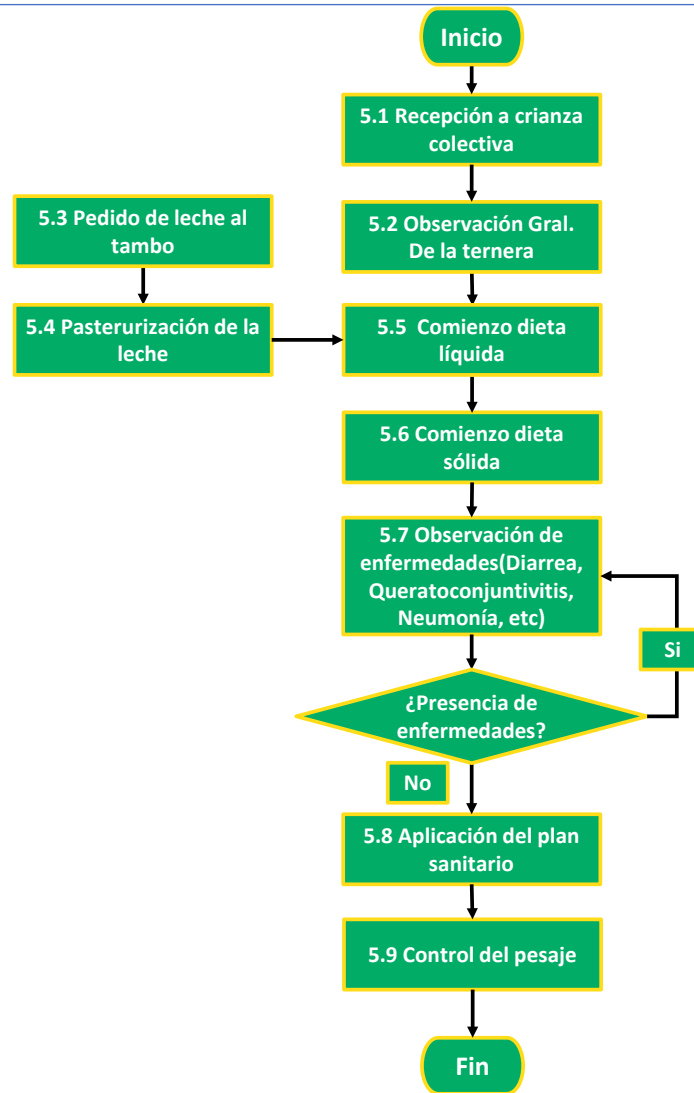 Inicio
5.1 Recepción a crianza
colectiva
5.3 Pedido de leche al
tambo
5.2 Observación Gral.
De la ternera
5.4 Pasterurización de la
leche
5.5 Comienzo dieta
líquida
5.6 Comienzo dieta
sólida
5.7 Observación de
enfermedades(Diarrea,
Queratoconjuntivitis,
Neumonía, etc)
Si
¿Presencia de
enfermedades?
No
5.8 Aplicación del plan
sanitario
5.9 Control del pesaje
Fin